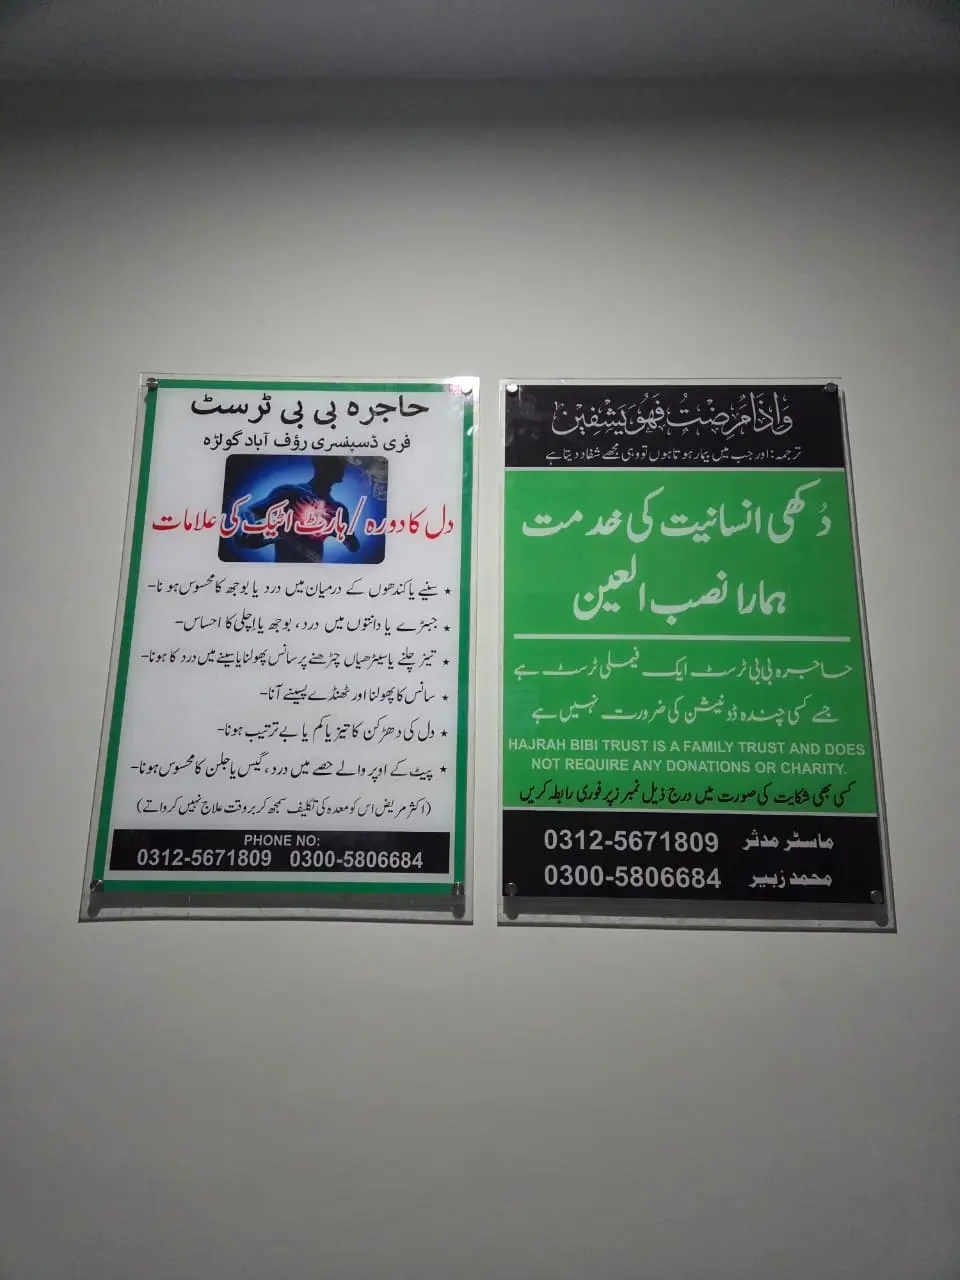 حاجرہ بی بی ٹرسٹ
فری ڈسپنسری رؤف آباد گولڑہ
دل کا دورہ / ہارٹ اٹیک کی علامات
٭ سینے یا کندھوں کے درمیان میں درد یا بوجھ کا محسوس ہونا-
٭ جبڑے یا دانتوں میں درد، بوجھ یا اچلی کا احساس-
٭ تیز چلنے یا سیڑھیاں چڑھنے پر سانس پھولنا یا سینے میں درد کا ہونا-
٭ سانس کا پھولنا اور ٹھنڈے پسینے آنا-
٭ دل کی دھڑکن کا تیز یا کم یا بے ترتیب ہونا-
٭ پیٹ کے اوپر والے حصے میں درد، گیس یا جلن کا محسوس ہونا-
(اکثر مریض اس کو معدہ کی تکلیف سمجھ کر بروقت علاج نہیں کرواتے)
PHONE NO:
0312-5671809 0300-5806684
وَاِذَا مَرِضْتُ فَهُوَ يَشْفِيْنِ
ترجمہ: اور جب میں بیمار ہوتا ہوں تو وہی مجھے شفاء دیتا ہے
دُکھی انسانیت کی خدمت
ہمارا نصب العین
حاجرہ بی بی ٹرسٹ ایک فیملی ٹرسٹ ہے
جسے کسی چندہ ڈونیشن کی ضرورت نہیں ہے
HAJRAH BIBI TRUST IS A FAMILY TRUST AND DOES
NOT REQUIRE ANY DONATIONS OR CHARITY.
کسی بھی شکایت کی صورت میں درج ذیل نمبرز پر فوری رابطہ کریں
ماسٹر مدثر 0312-5671809
محمد زبیر 0300-5806684